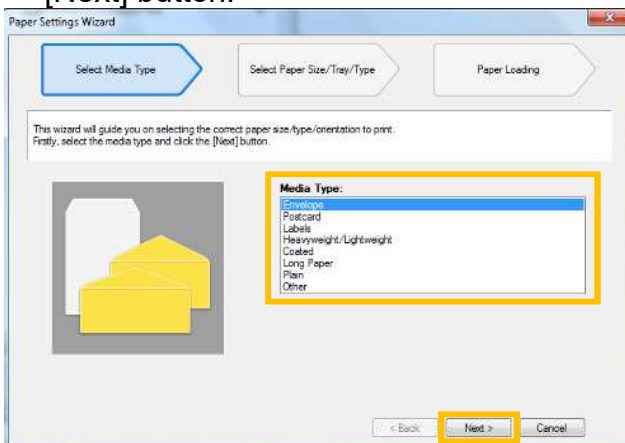 [Next] button.
Paper Settings Wizard
Select Media Type
Select Paper Size/Tray/Type
Paper Loading
This wizard will guide you on selecting the correct paper size/type/orientation to print.
Firstly, select the media type and click the [Next] button.
Media Type:
Envelope
Postcard
Labels
Heavyweight/Lightweight
Coated
Long Paper
Plain
Other
< Back
Next >
Cancel